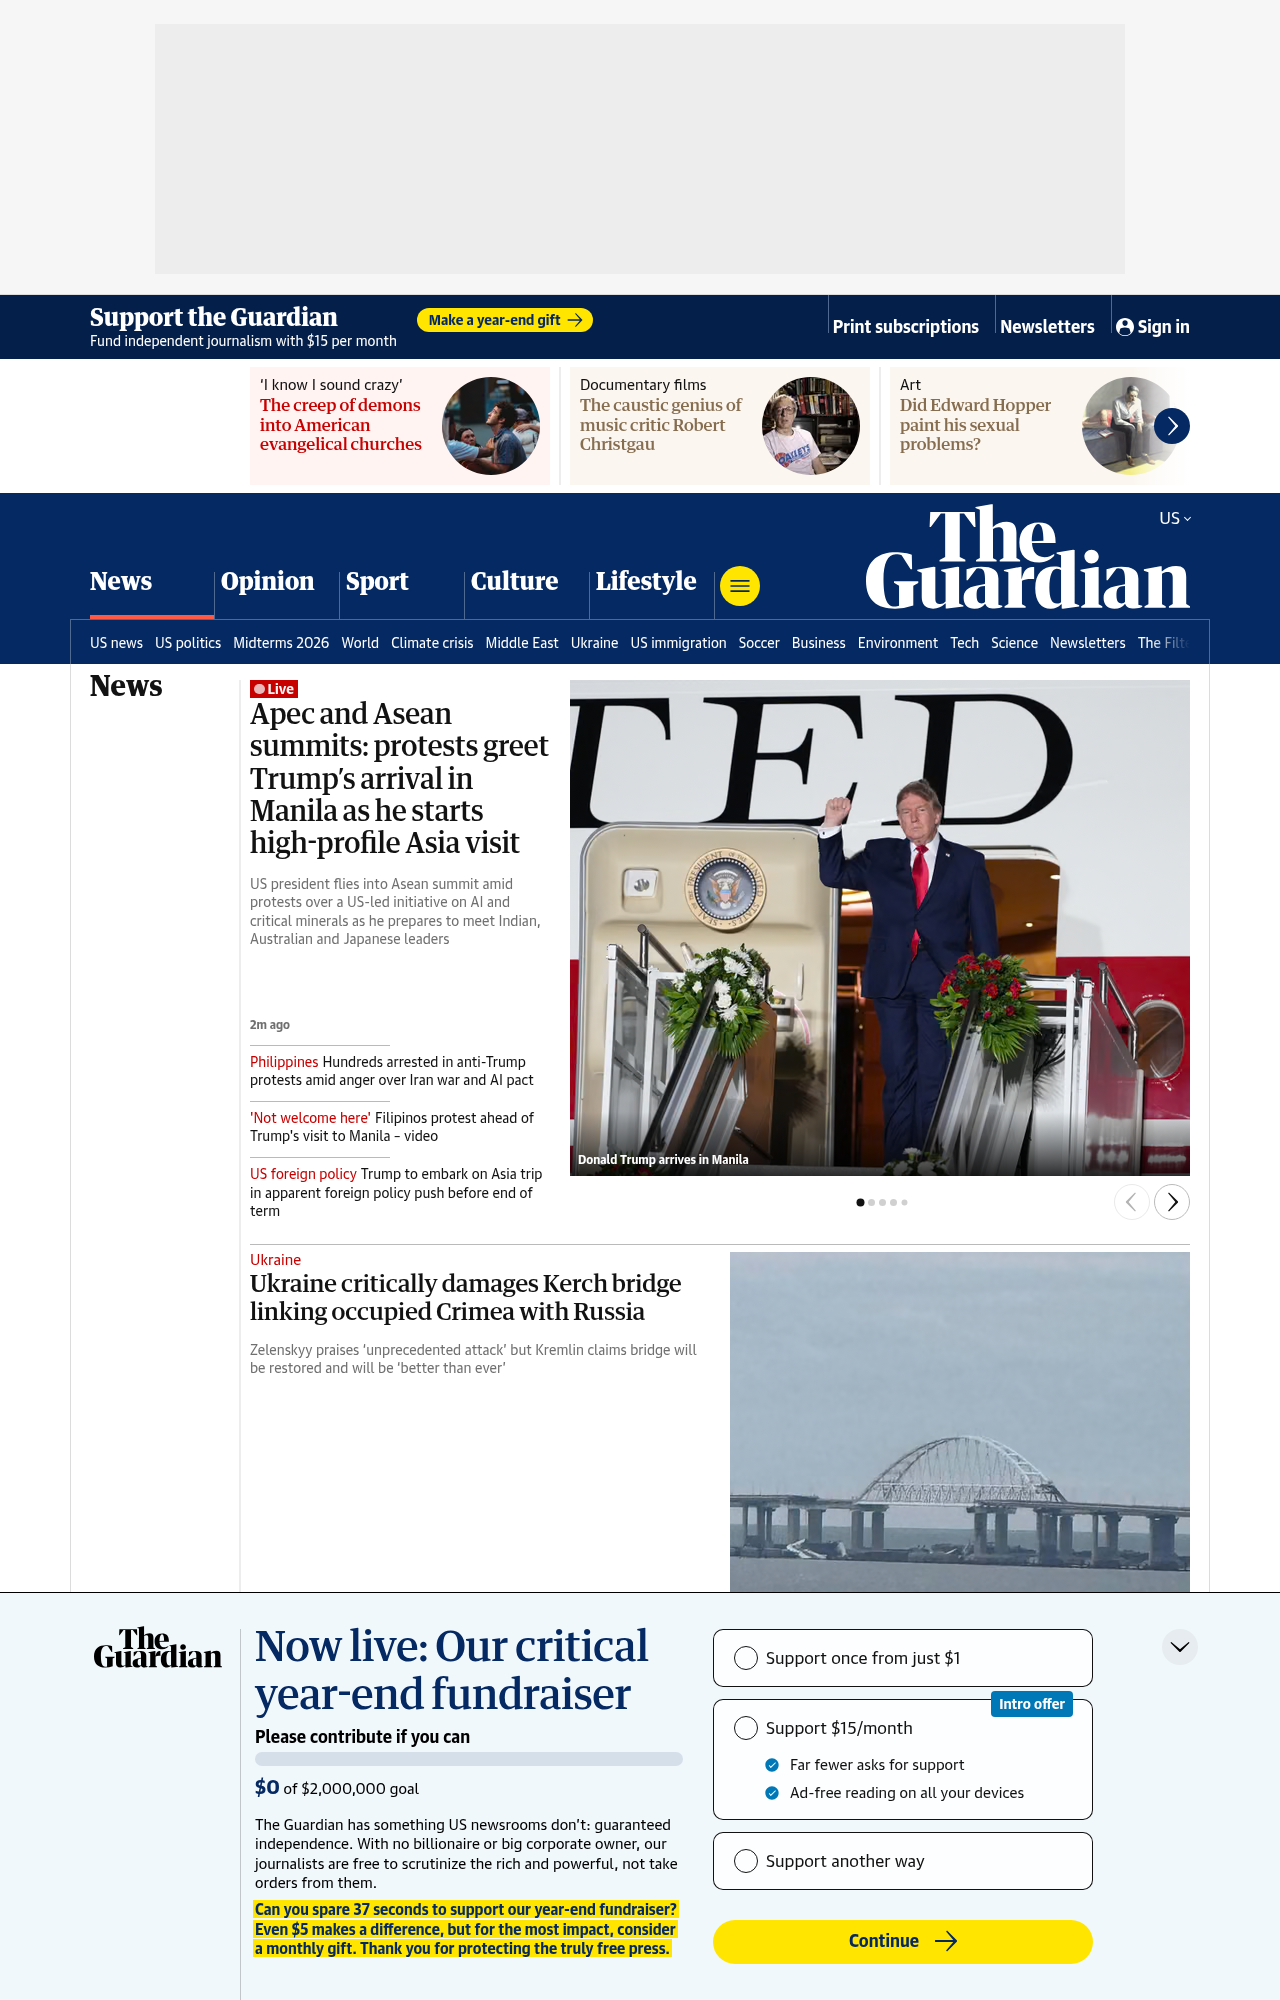 Support the Guardian
Fund independent journalism with $15 per month
Make a year-end gift
Print subscriptions
Newsletters
Sign in
‘I know I sound crazy’
The creep of demons
into American
evangelical churches
Documentary films
The caustic genius of
music critic Robert
Christgau
Art
Did Edward Hopper
paint his sexual
problems?
US
The
Guardian
News
Opinion
Sport
Culture
Lifestyle
US news US politics Midterms 2026 World Climate crisis Middle East Ukraine US immigration Soccer Business Environment Tech Science Newsletters The Filte
News
Live
Apec and Asean
summits: protests greet
Trump’s arrival in
Manila as he starts
high-profile Asia visit
US president flies into Asean summit amid
protests over a US-led initiative on AI and
critical minerals as he prepares to meet Indian,
Australian and Japanese leaders
2m ago
Philippines Hundreds arrested in anti-Trump
protests amid anger over Iran war and AI pact
'Not welcome here' Filipinos protest ahead of
Trump's visit to Manila – video
US foreign policy Trump to embark on Asia trip
in apparent foreign policy push before end of
term
TED
SEAL OF THE PRESIDENT OF THE UNITED STATES
Donald Trump arrives in Manila
Ukraine
Ukraine critically damages Kerch bridge
linking occupied Crimea with Russia
Zelenskyy praises ‘unprecedented attack’ but Kremlin claims bridge will
be restored and will be ‘better than ever’
The
Guardian
Now live: Our critical
year-end fundraiser
Please contribute if you can
$0 of $2,000,000 goal
The Guardian has something US newsrooms don’t: guaranteed
independence. With no billionaire or big corporate owner, our
journalists are free to scrutinize the rich and powerful, not take
orders from them.
Can you spare 37 seconds to support our year-end fundraiser?
Even $5 makes a difference, but for the most impact, consider
a monthly gift. Thank you for protecting the truly free press.
Support once from just $1
Intro offer
Support $15/month
Far fewer asks for support
Ad-free reading on all your devices
Support another way
Continue